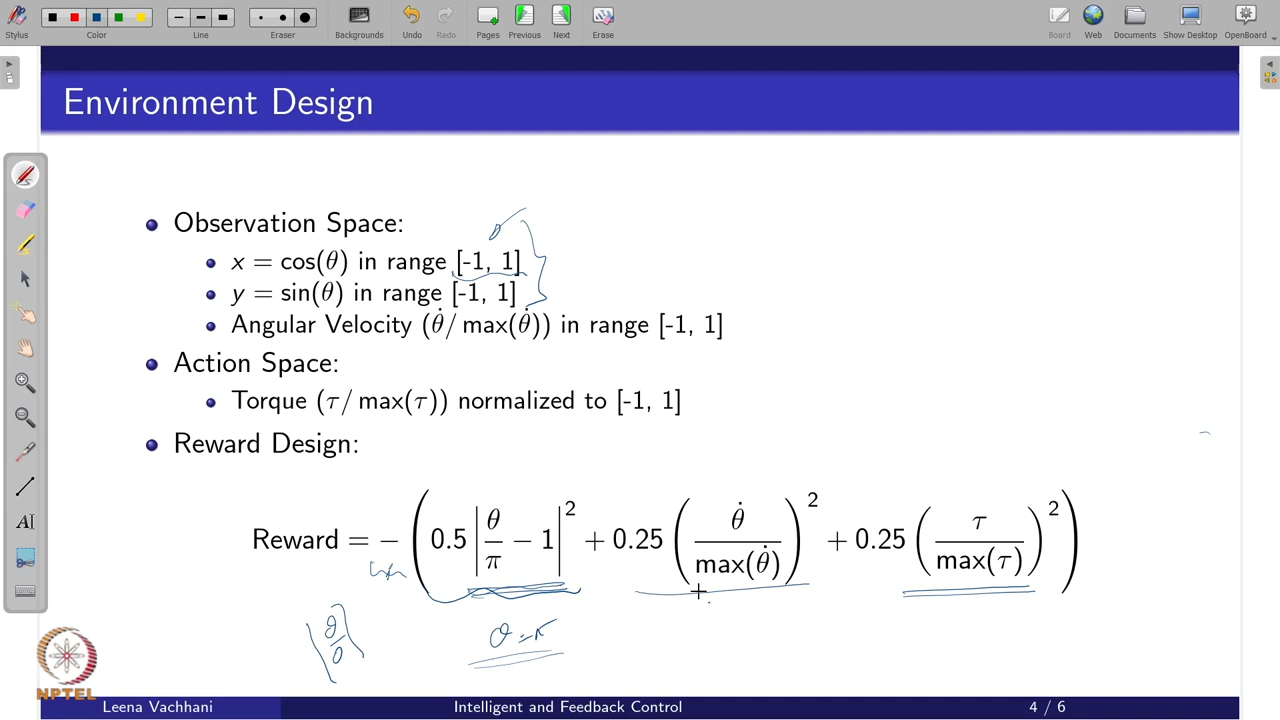 Stylus Color Line Eraser Backgrounds Undo Redo Pages Previous Next Erase Board Web Documents Show Desktop OpenBoard
Environment Design
Observation Space:
x = cos(θ) in range [-1, 1]
y = sin(θ) in range [-1, 1]
Angular Velocity (θ̇/ max(θ̇)) in range [-1, 1]
Action Space:
Torque (τ/ max(τ)) normalized to [-1, 1]
Reward Design:
Reward = − (0.5 |θ/π − 1|² + 0.25 (θ̇/max(θ̇))² + 0.25 (τ/max(τ))²)
θ = π
NPTEL
Leena Vachhani Intelligent and Feedback Control 4 / 6